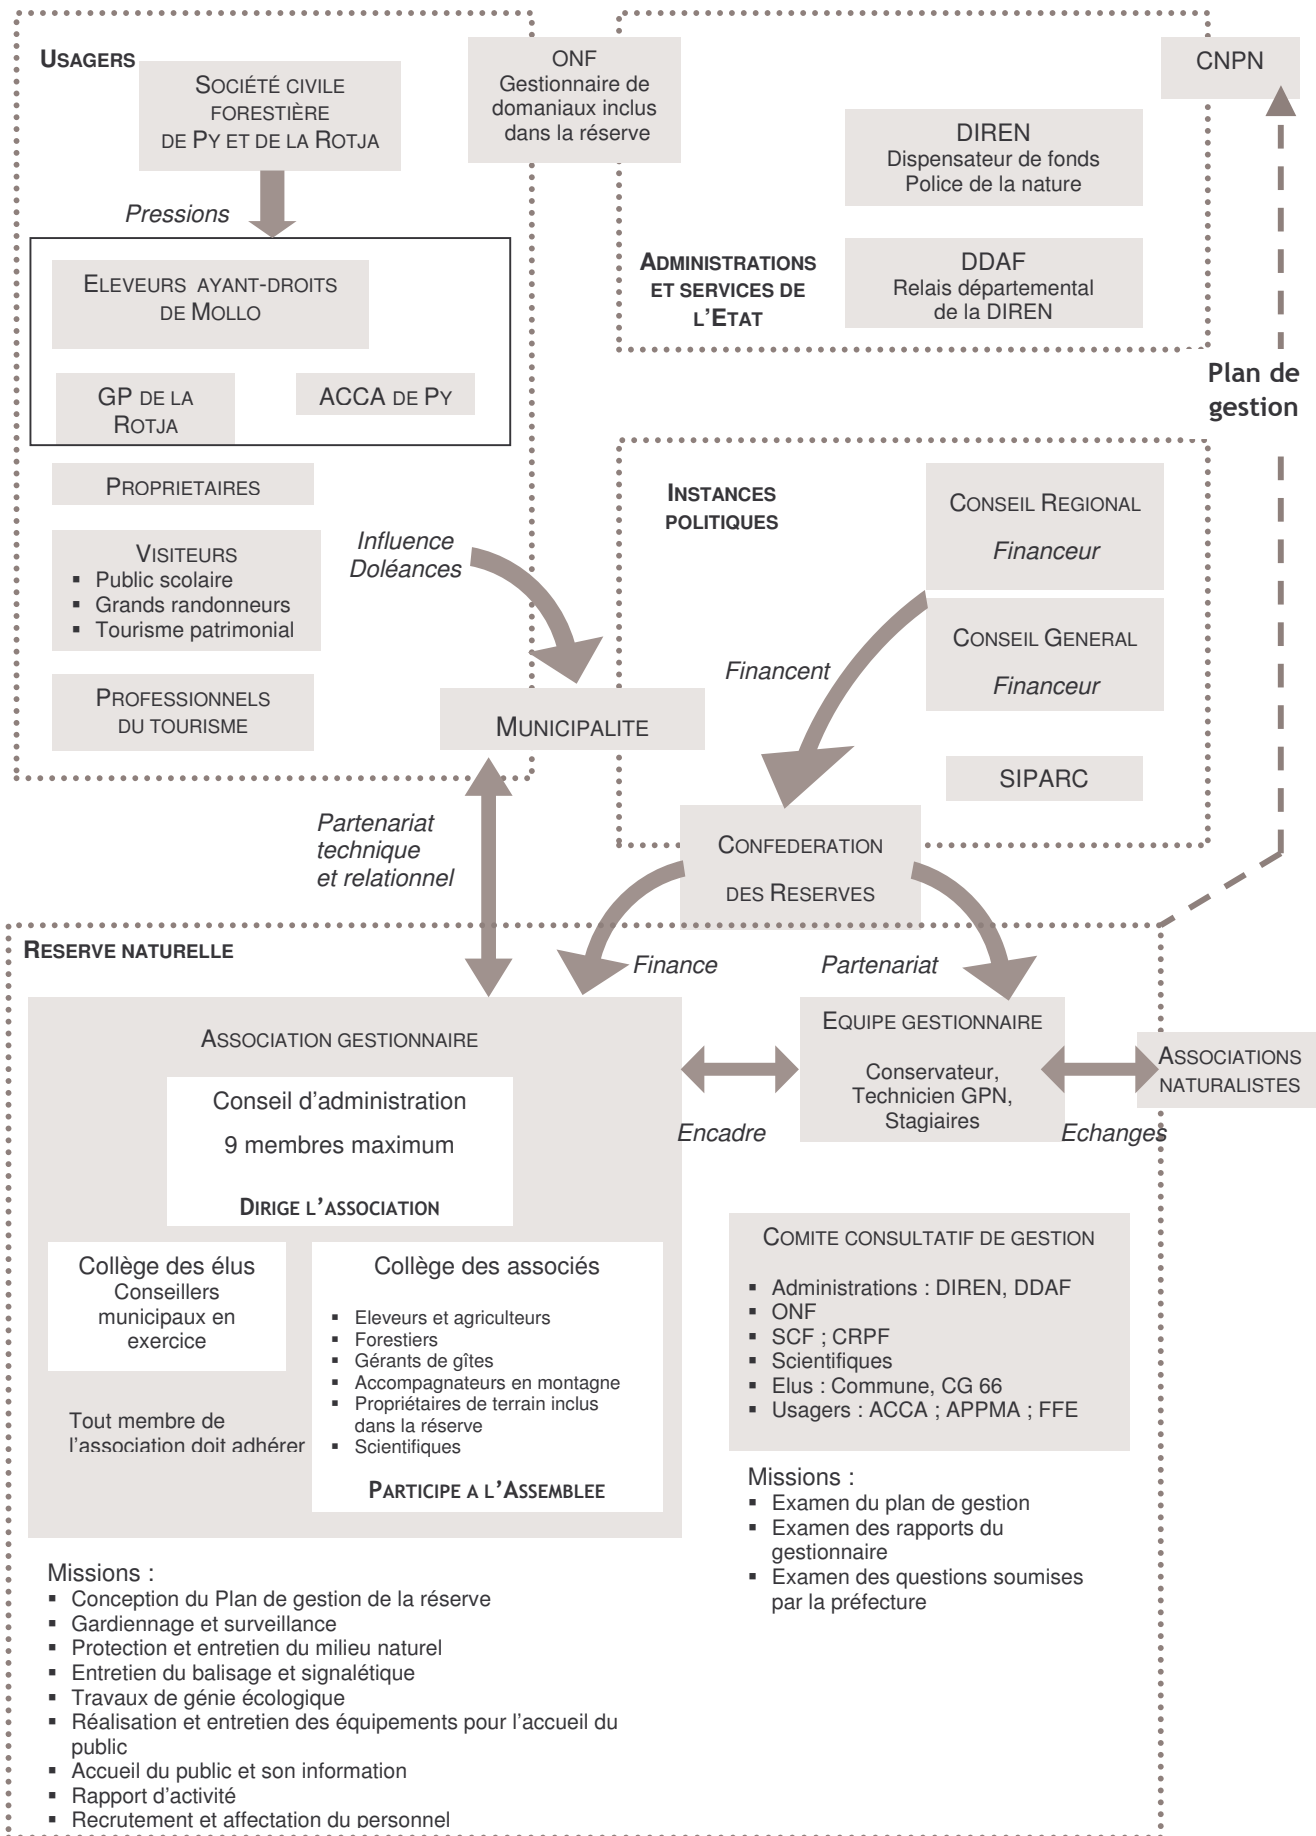 USAGERS
SOCIÉTÉ CIVILE
FORESTIÈRE
DE PY ET DE LA ROTJA
Pressions
ELEVEURS AYANT-DROITS
DE MOLLO
GP DE LA
ROTJA
ACCA DE PY
PROPRIETAIRES
VISITEURS
▪ Public scolaire
▪ Grands randonneurs
▪ Tourisme patrimonial
PROFESSIONNELS
DU TOURISME
Influence
Doléances
ONF
Gestionnaire de
domaniaux inclus
dans la réserve
CNPN
DIREN
Dispensateur de fonds
Police de la nature
ADMINISTRATIONS
ET SERVICES DE
L'ETAT
DDAF
Relais départemental
de la DIREN
Plan de
gestion
INSTANCES
POLITIQUES
CONSEIL REGIONAL
Financeur
CONSEIL GENERAL
Financeur
Financent
MUNICIPALITE
SIPARC
Partenariat
technique
et relationnel
CONFEDERATION
DES RESERVES
RESERVE NATURELLE
Finance
Partenariat
ASSOCIATION GESTIONNAIRE
Conseil d'administration
9 membres maximum
DIRIGE L'ASSOCIATION
Collège des élus
Conseillers
municipaux en
exercice
Tout membre de
l'association doit adhérer
Collège des associés
▪ Eleveurs et agriculteurs
▪ Forestiers
▪ Gérants de gîtes
▪ Accompagnateurs en montagne
▪ Propriétaires de terrain inclus
dans la réserve
▪ Scientifiques
PARTICIPE A L'ASSEMBLEE
Encadre
EQUIPE GESTIONNAIRE
Conservateur,
Technicien GPN,
Stagiaires
Echanges
ASSOCIATIONS
NATURALISTES
COMITE CONSULTATIF DE GESTION
▪ Administrations : DIREN, DDAF
▪ ONF
▪ SCF ; CRPF
▪ Scientifiques
▪ Elus : Commune, CG 66
▪ Usagers : ACCA ; APPMA ; FFE
Missions :
▪ Examen du plan de gestion
▪ Examen des rapports du
gestionnaire
▪ Examen des questions soumises
par la préfecture
Missions :
▪ Conception du Plan de gestion de la réserve
▪ Gardiennage et surveillance
▪ Protection et entretien du milieu naturel
▪ Entretien du balisage et signalétique
▪ Travaux de génie écologique
▪ Réalisation et entretien des équipements pour l'accueil du
public
▪ Accueil du public et son information
▪ Rapport d'activité
▪ Recrutement et affectation du personnel